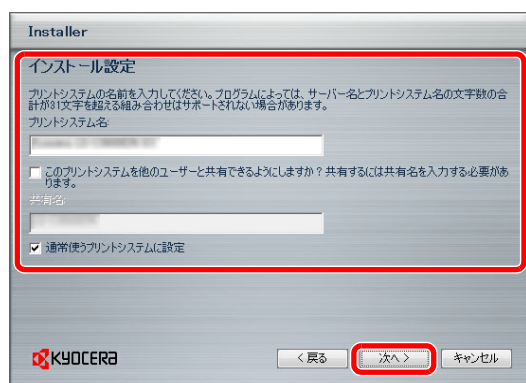 Installer
インストール設定
プリントシステムの名前を入力してください。プログラムによっては、サーバー名とプリントシステム名の文字数の合
計が31文字を超える組み合わせはサポートされない場合があります。
プリントシステム名:
このプリントシステムを他のユーザーと共有できるようにしますか？共有するには共有名を入力する必要があ
ります。
共有名:
通常使うプリントシステムに設定
KYOCERA
< 戻る
次へ >
キャンセル